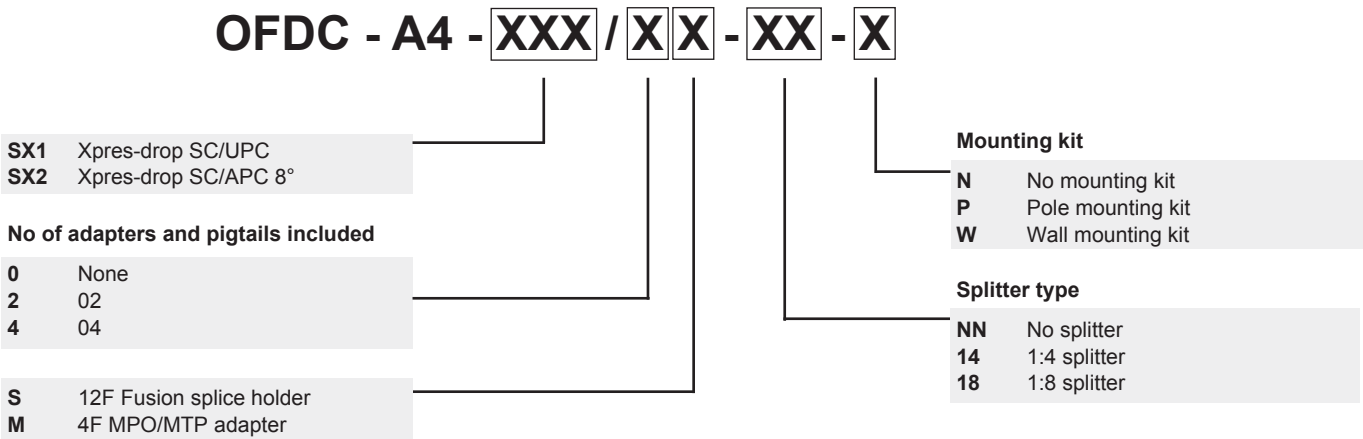 OFDC - A4 - XXX / X X - XX - X
SX1 Xpres-drop SC/UPC
SX2 Xpres-drop SC/APC 8°
No of adapters and pigtails included
0 None
2 02
4 04
S 12F Fusion splice holder
M 4F MPO/MTP adapter
Mounting kit
N No mounting kit
P Pole mounting kit
W Wall mounting kit
Splitter type
NN No splitter
14 1:4 splitter
18 1:8 splitter